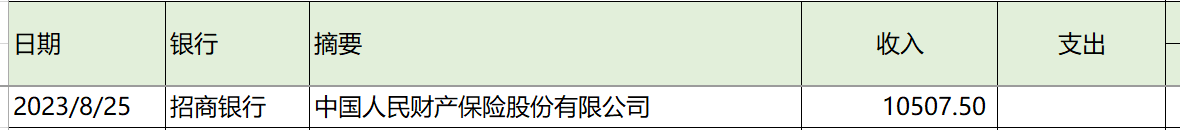 日期 银行 摘要 收入 支出
2023/8/25 招商银行 中国人民财产保险股份有限公司 10507.50